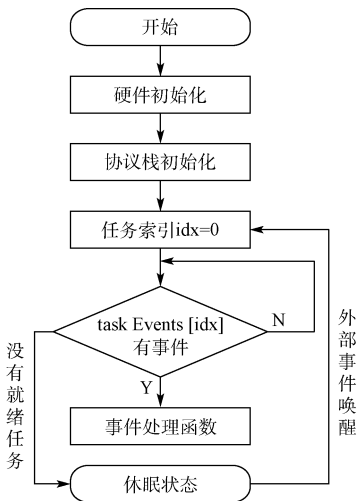 开始
硬件初始化
协议栈初始化
任务索引idx=0
task Events [idx]
有事件
N
Y
没有就绪任务
外部事件唤醒
事件处理函数
休眠状态